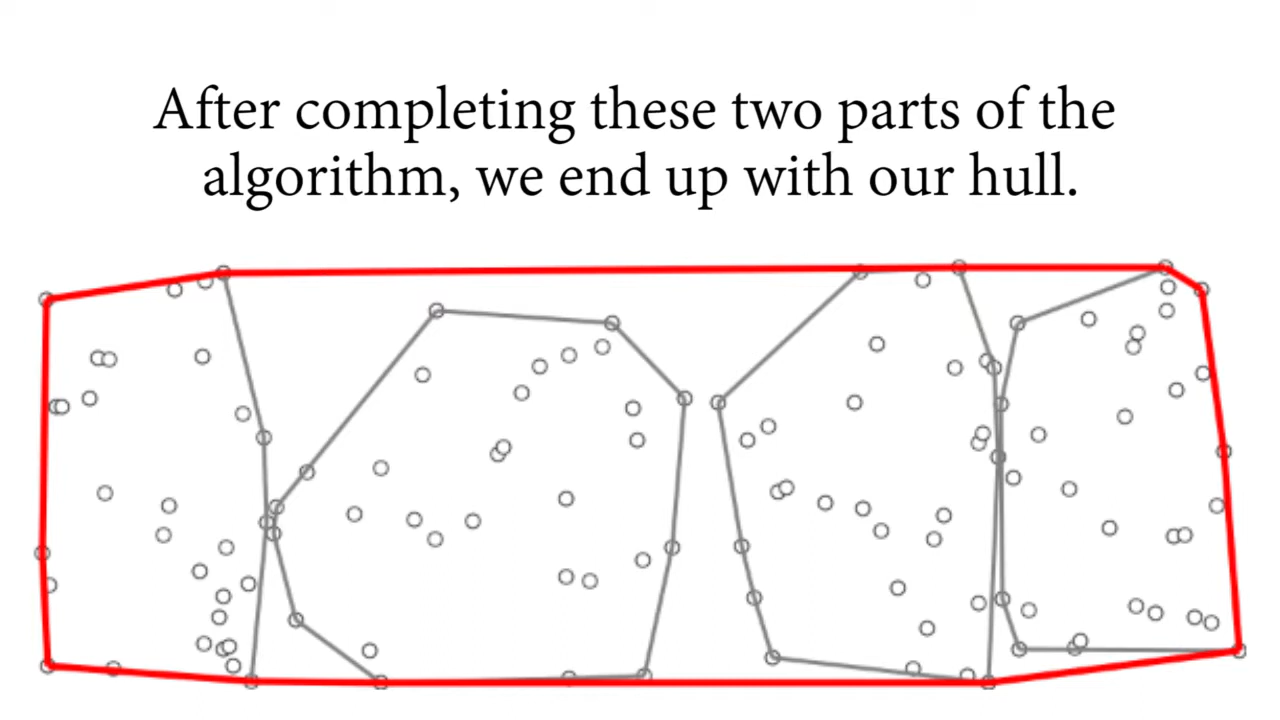 After completing these two parts of the
algorithm, we end up with our hull.